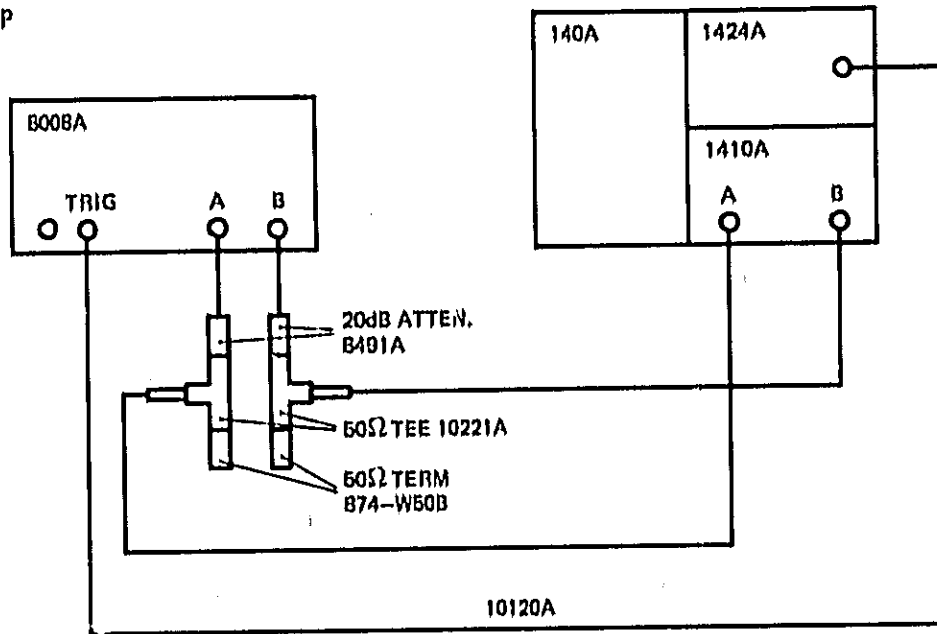 p
140A
1424A
8008A
1410A
TRIG
A
B
A
B
20dB ATTEN.
8491A
50Ω TEE 10221A
50Ω TERM
874–W50B
10120A